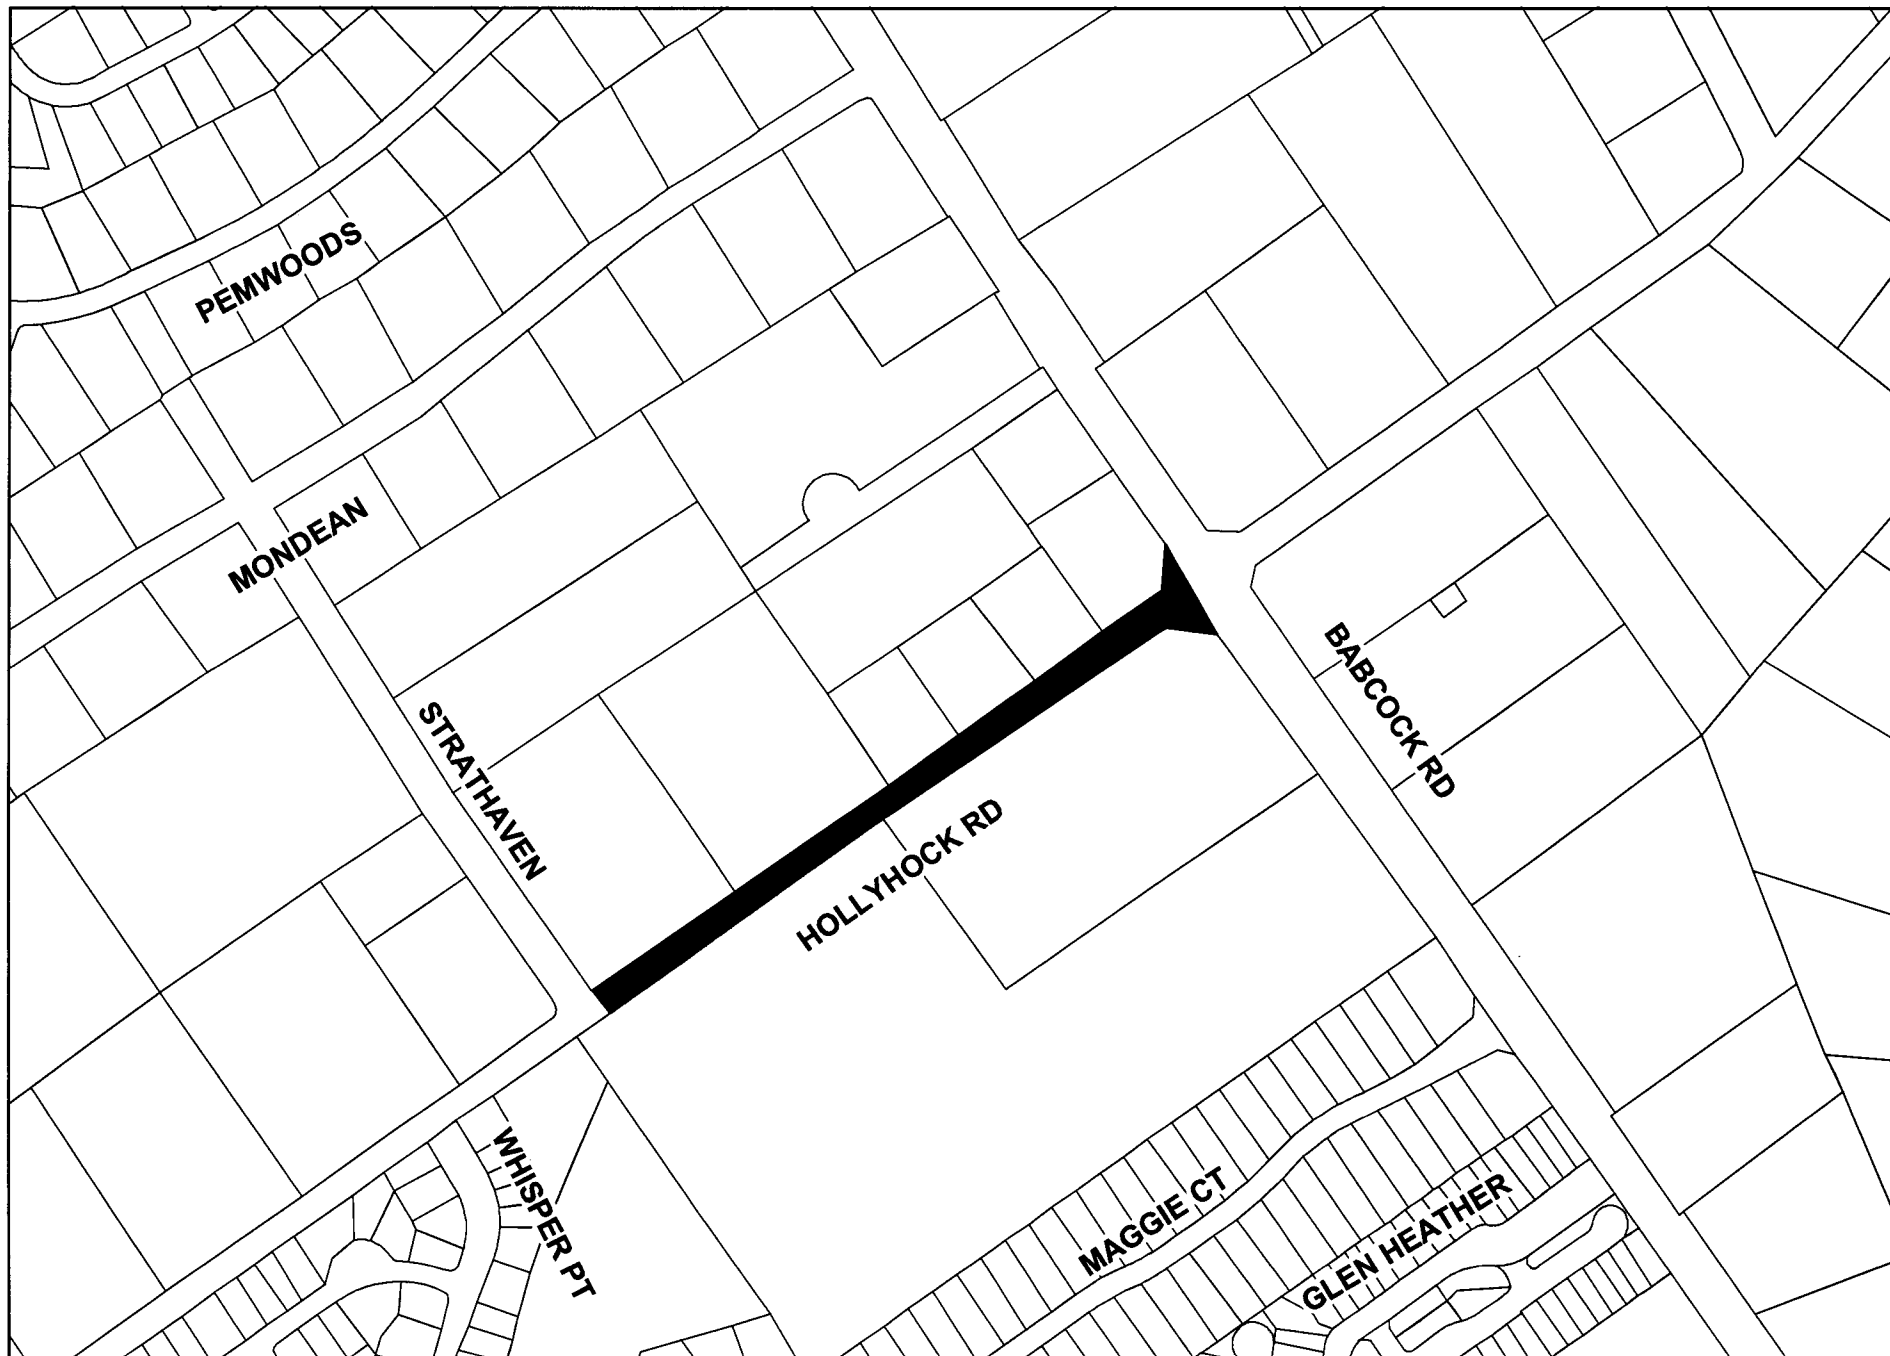 PEMWOODS
MONDEAN
STRATHAVEN
BABCOCK RD
HOLLYHOCK RD
WHISPER PT
MAGGIE CT
GLEN HEATHER